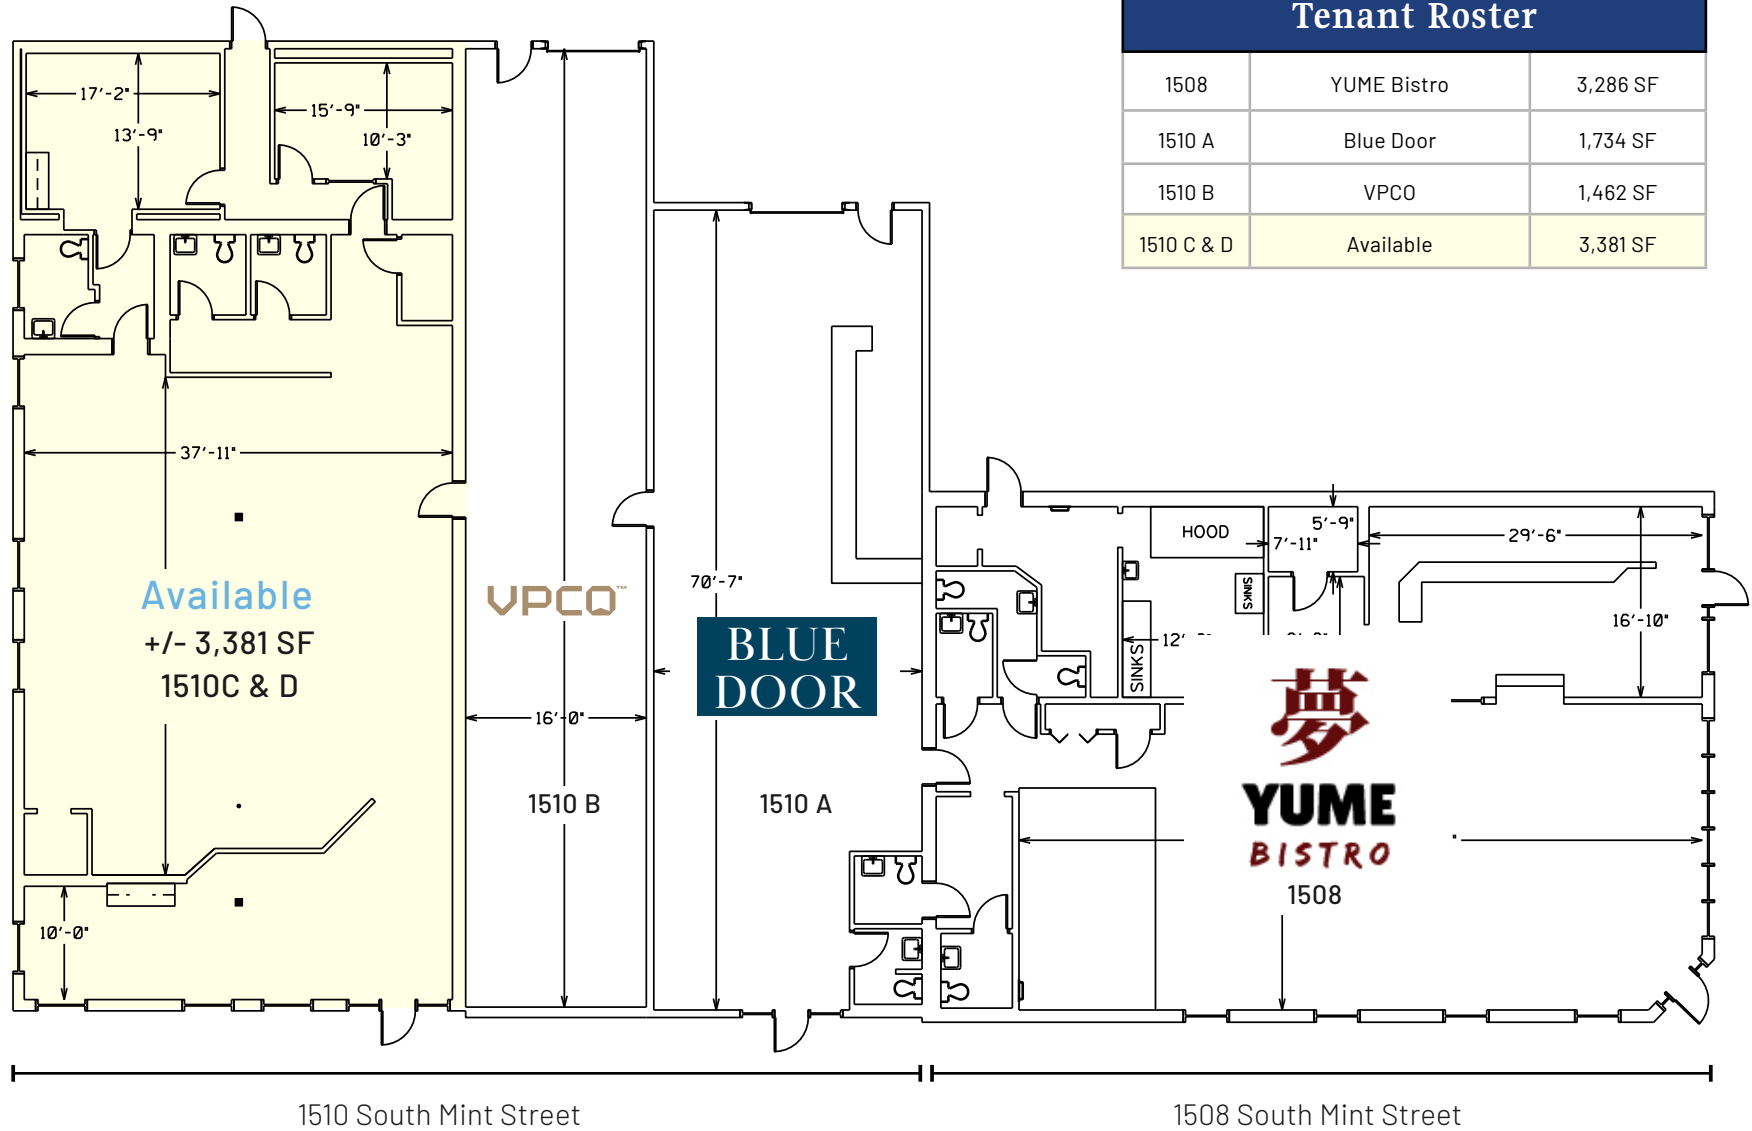 Tenant Roster
1508 YUME Bistro 3,286 SF
1510 A Blue Door 1,734 SF
1510 B VPCO 1,462 SF
1510 C & D Available 3,381 SF
17'-2"
13'-9"
15'-9"
10'-3"
37'-11"
Available
+/- 3,381 SF
1510C & D
10'-0"
VPCO™
16'-0"
1510 B
70'-7"
BLUE
DOOR
1510 A
HOOD
SINKS
SINKS
5'-9"
7'-11"
29'-6"
16'-10"
12'-
夢
YUME
BISTRO
1508
1510 South Mint Street
1508 South Mint Street